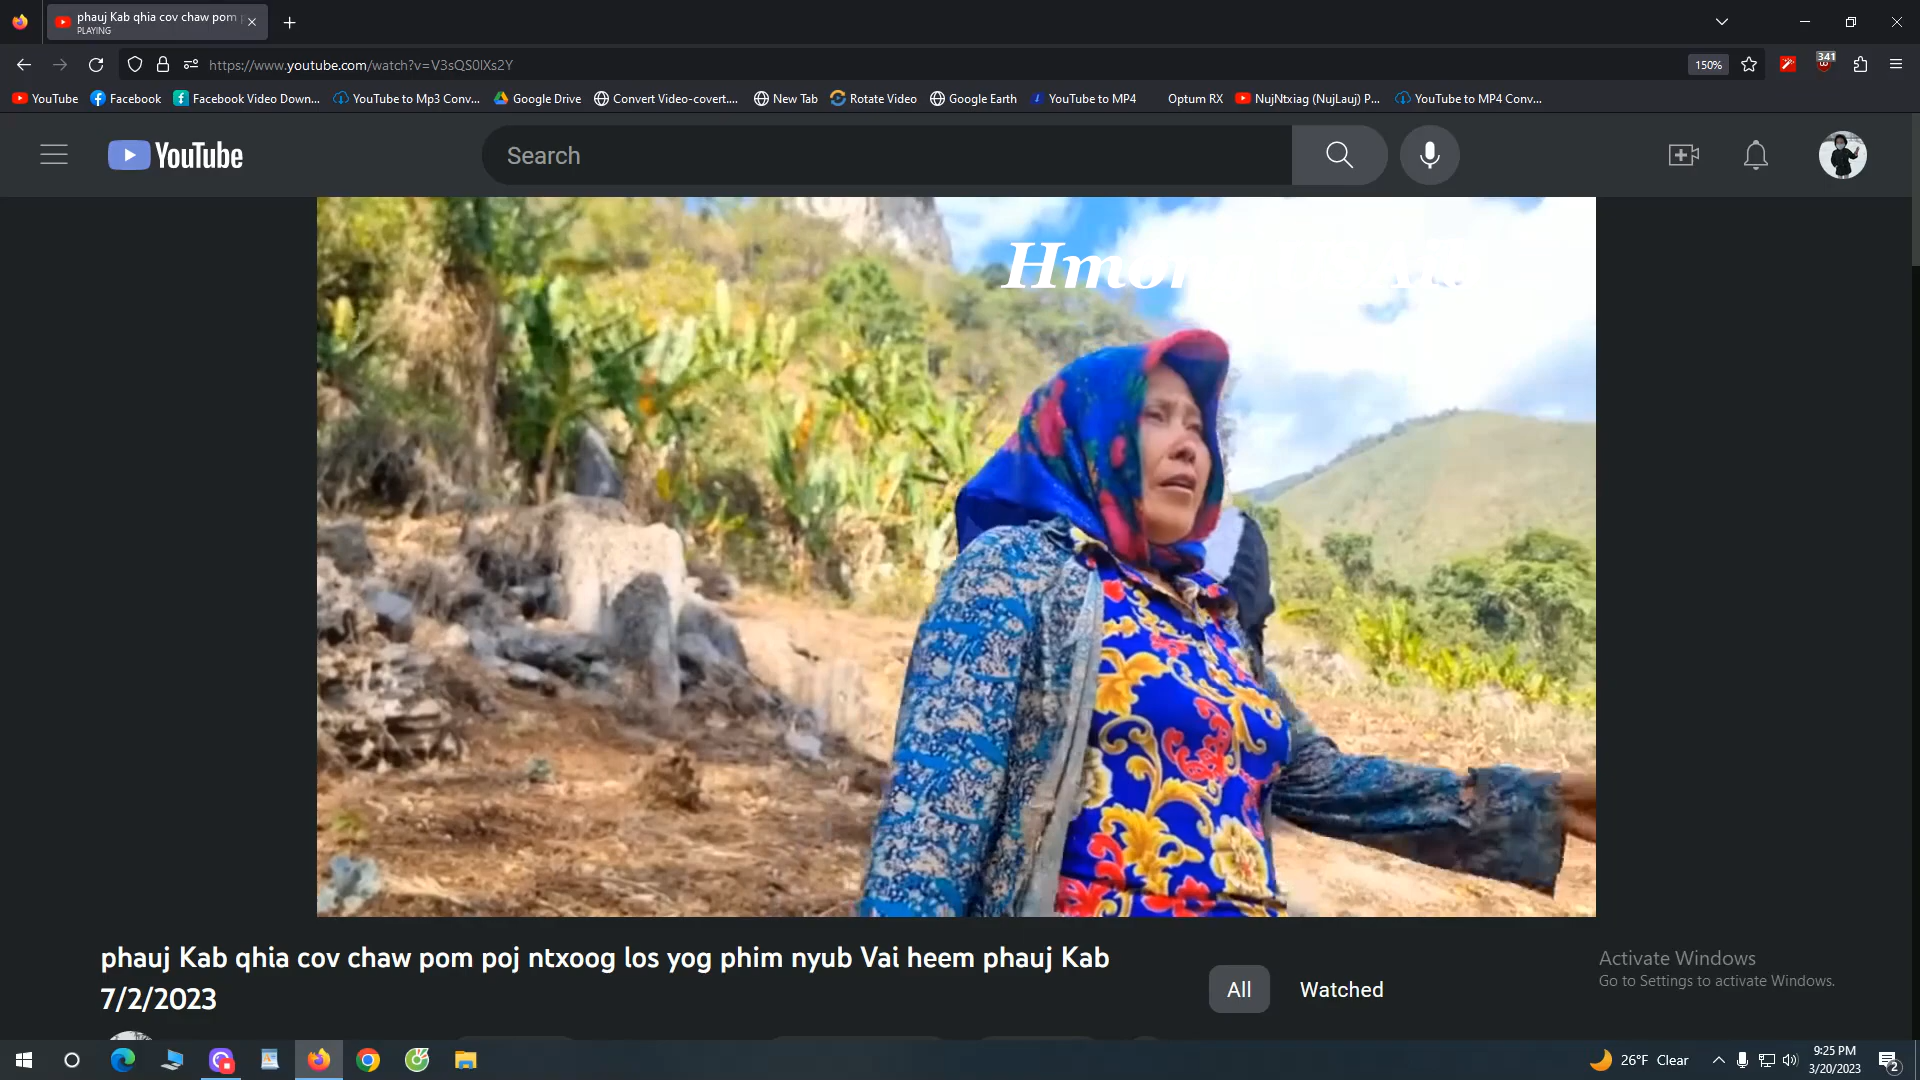 phauj Kab qhia cov chaw pom
PLAYING
https://www.youtube.com/watch?v=V3sQS0lXs2Y
150%
341
YouTube
Facebook
Facebook Video Down...
YouTube to Mp3 Conv...
Google Drive
Convert Video-covert....
New Tab
Rotate Video
Google Earth
YouTube to MP4
Optum RX
NujNtxiag (NujLauj) P...
YouTube to MP4 Conv...
YouTube
Search
Hmong
phauj Kab qhia cov chaw pom poj ntxoog los yog phim nyub Vai heem phauj Kab
7/2/2023
All
Watched
Activate Windows
Go to Settings to activate Windows.
26°F Clear
9:25 PM
3/20/2023
2